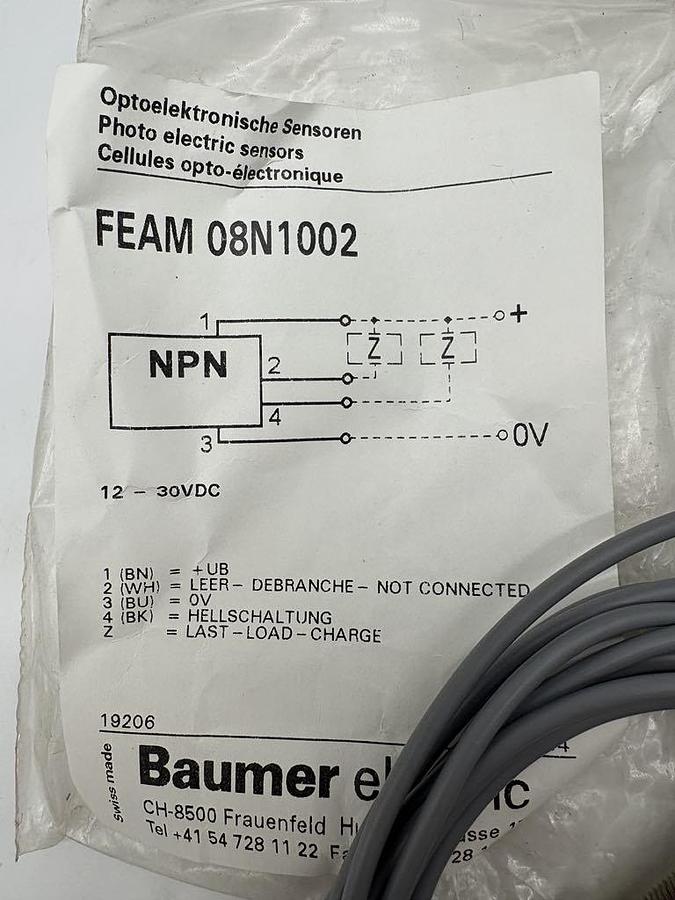 Optoelektronische Sensoren
Photo electric sensors
Cellules opto-électronique
FEAM 08N1002
1 +
NPN Z Z
2
4
3 0V
12 - 30VDC
1 (BN) = +UB
2 (WH) = LEER- DEBRANCHE- NOT CONNECTED
3 (BU) = 0V
4 (BK) = HELLSCHALTUNG
Z = LAST-LOAD-CHARGE
19206
swiss made
Baumer
CH-8500 Frauenfeld
Tel +41 54 728 11 22